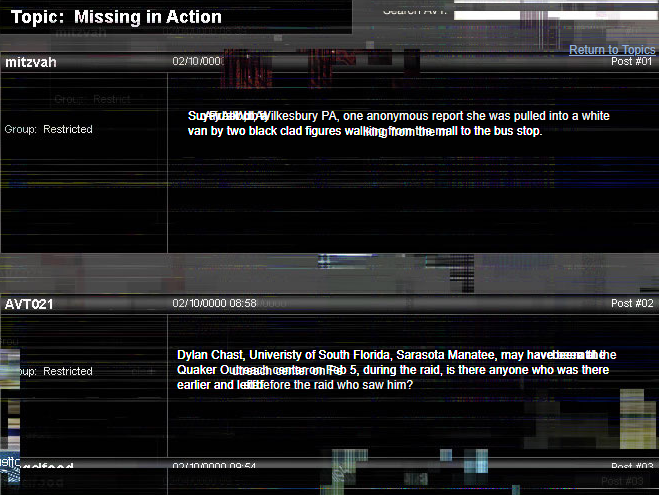 Topic: Missing in Action
Search AVT:
mitzvah
Return to Topics
mitzvah
02/10/0000
Post #01
Group: Restrict
Group: Restricted
Wilkesbury PA, one anonymous report she was pulled into a white
van by two black clad figures walking from the mall to the bus stop.
AVT021
02/10/0000 08:58
Post #02
Dylan Chast, Univeristy of South Florida, Sarasota Manatee, may have been at the
Group: Restricted
Quaker Outreach center on Feb 5, during the raid, is there anyone who was there
earlier and left before the raid who saw him?
02/10/0000 09:54
Post #03
Post #03